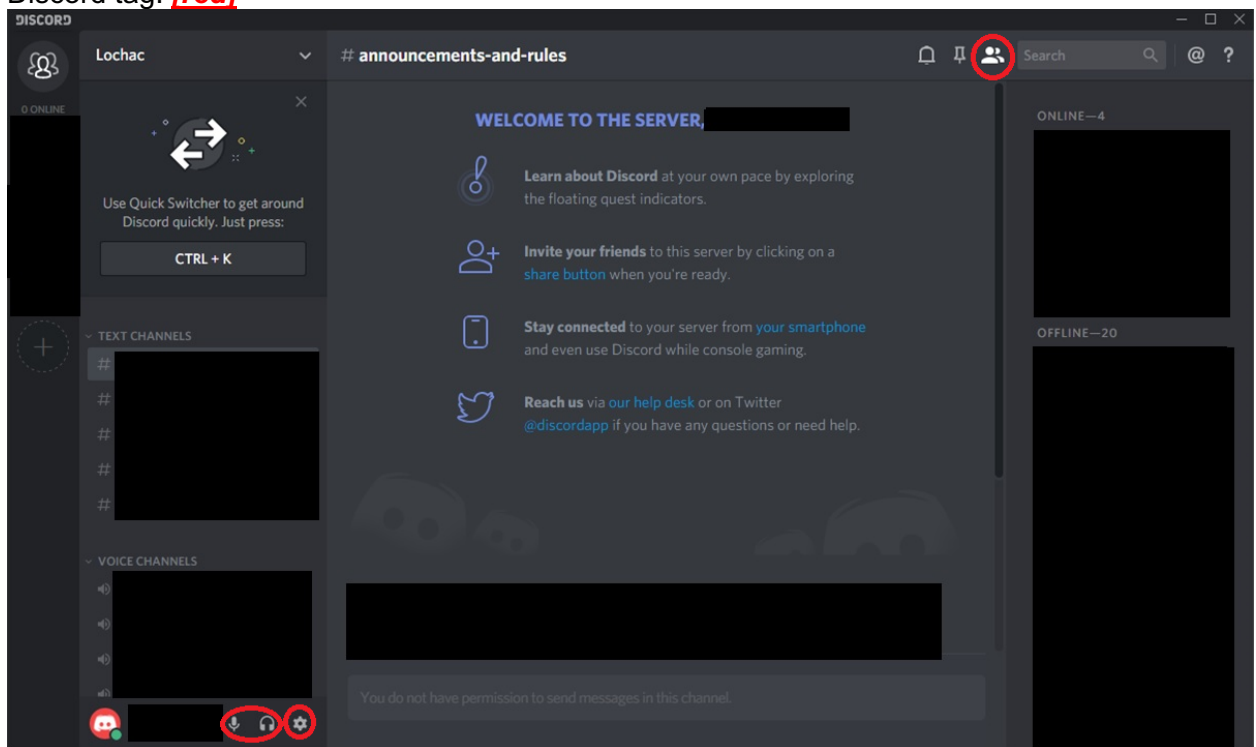 Discord tag: [red]
DISCORD
Lochac
# announcements-and-rules
Search
@
?
0 ONLINE
Use Quick Switcher to get around
Discord quickly. Just press:
CTRL + K
TEXT CHANNELS
#
#
#
#
#
VOICE CHANNELS
WELCOME TO THE SERVER,
Learn about Discord at your own pace by exploring
the floating quest indicators.
Invite your friends to this server by clicking on a
share button when you're ready.
Stay connected to your server from your smartphone
and even use Discord while console gaming.
Reach us via our help desk or on Twitter
@discordapp if you have any questions or need help.
You do not have permission to send messages in this channel.
ONLINE—4
OFFLINE—20